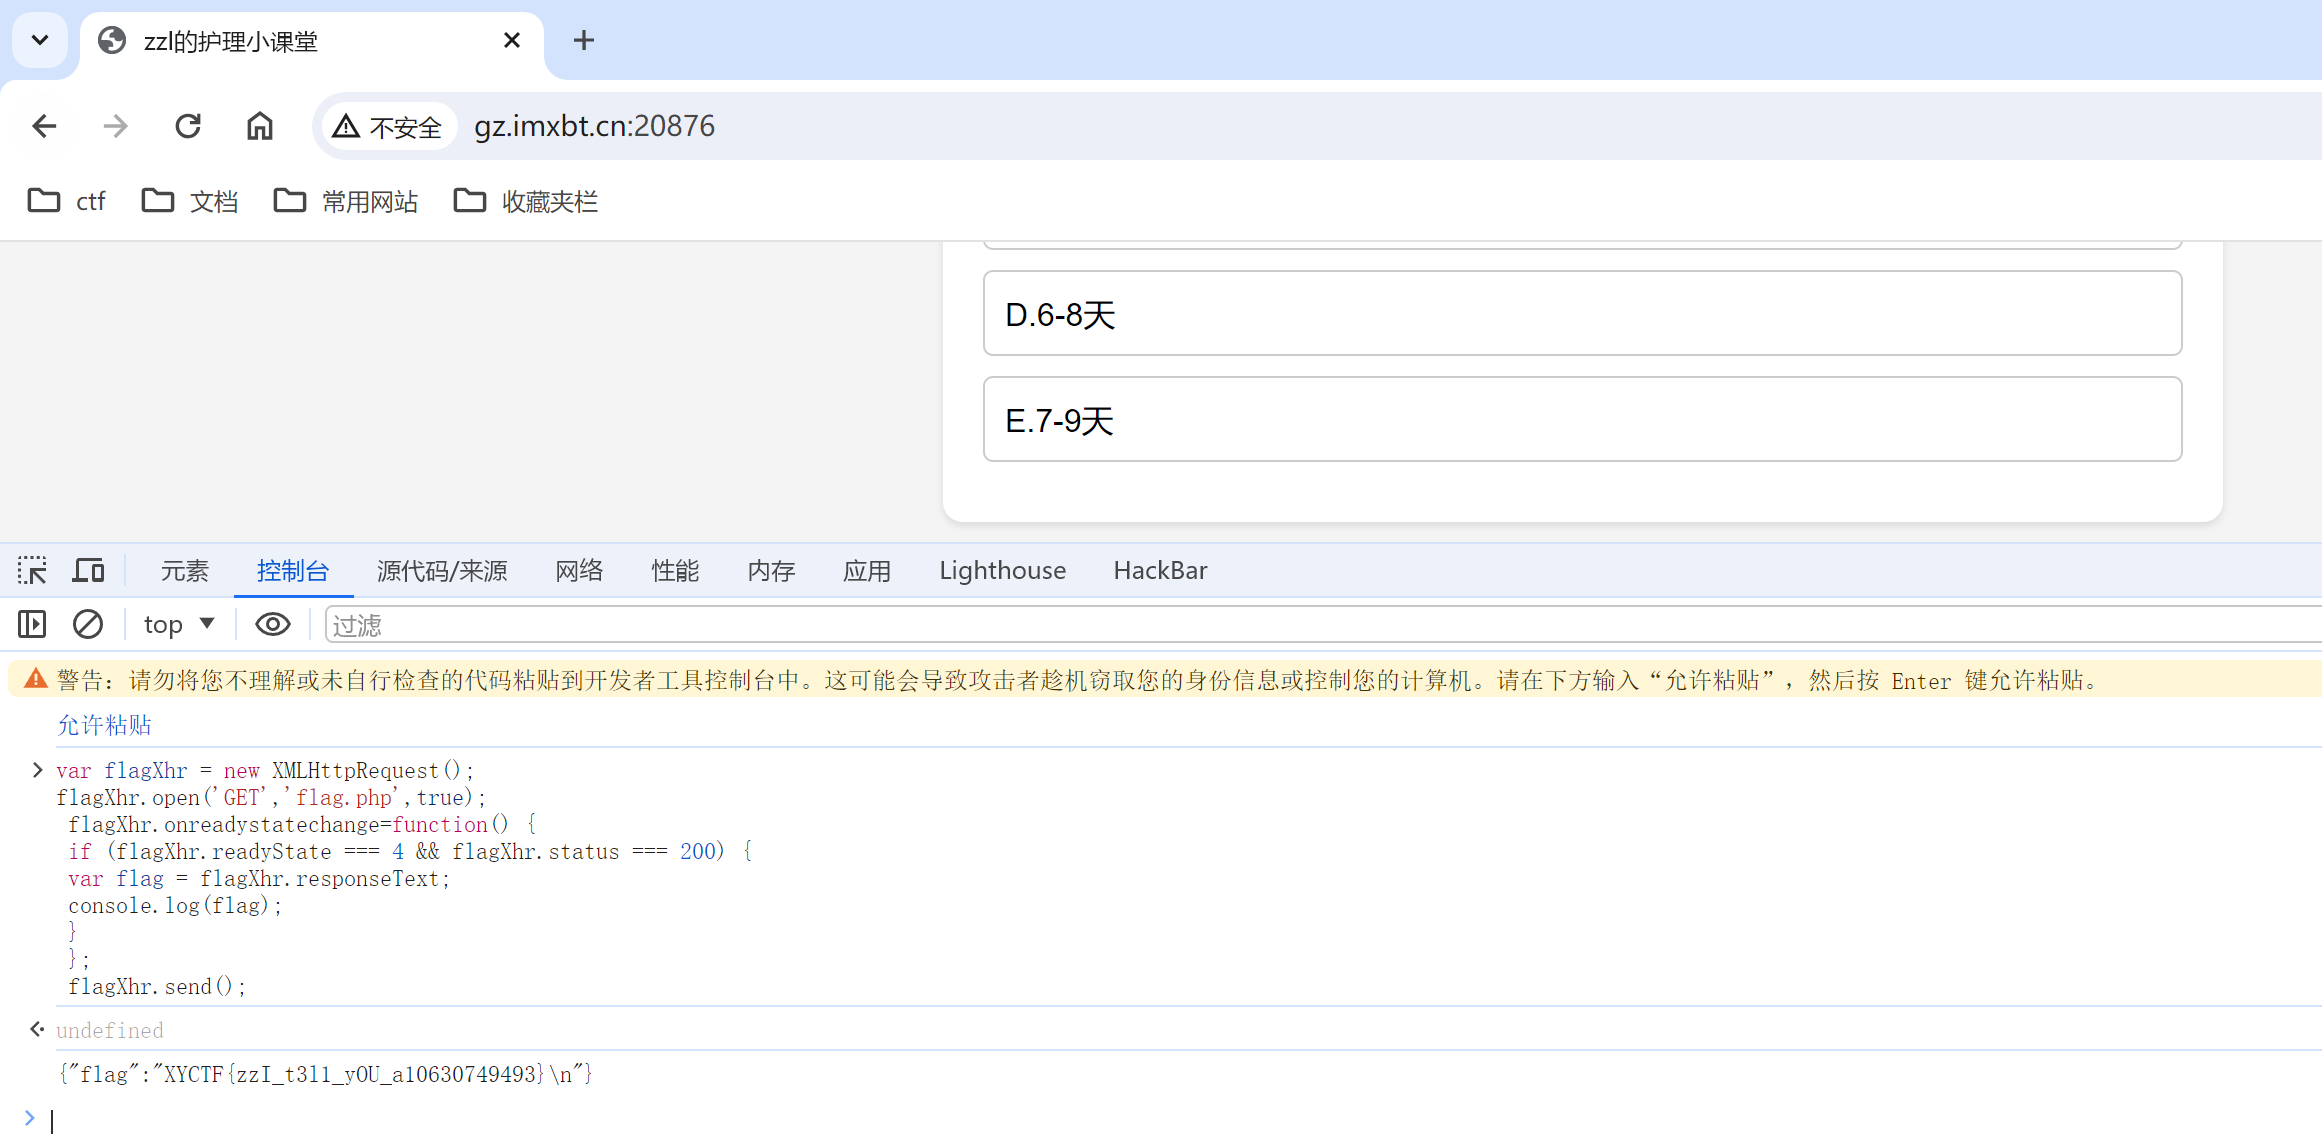 zzl的护理小课堂
不安全 gz.imxbt.cn:20876
ctf 文档 常用网站 收藏夹栏
D.6-8天
E.7-9天
元素 控制台 源代码/来源 网络 性能 内存 应用 Lighthouse HackBar
top 过滤
警告：请勿将您不理解或未自行检查的代码粘贴到开发者工具控制台中。这可能会导致攻击者趁机窃取您的身份信息或控制您的计算机。请在下方输入“允许粘贴”，然后按 Enter 键允许粘贴。
允许粘贴
var flagXhr = new XMLHttpRequest();
flagXhr.open('GET','flag.php',true);
flagXhr.onreadystatechange=function() {
if (flagXhr.readyState === 4 && flagXhr.status === 200) {
var flag = flagXhr.responseText;
console.log(flag);
}
};
flagXhr.send();
undefined
{"flag":"XYCTF{zzI_t3l1_yOU_a10630749493}\n"}